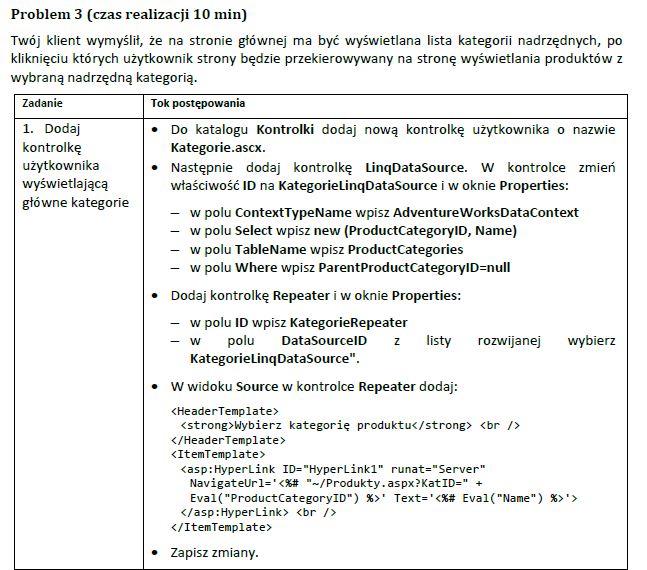 Problem 3 (czas realizacji 10 min)
Twój klient wymyślił, że na stronie głównej ma być wyświetlana lista kategorii nadrzędnych, po
kliknięciu których użytkownik strony będzie przekierowywany na stronę wyświetlania produktów z
wybraną nadrzędną kategorią.
Zadanie
Tok postępowania
1. Dodaj
kontrolkę
użytkownika
wyświetlającą
główne kategorie
• Do katalogu Kontrolki dodaj nową kontrolkę użytkownika o nazwie
Kategorie.ascx.
• Następnie dodaj kontrolkę LinqDataSource. W kontrolce zmień
właściwość ID na KategorieLinqDataSource i w oknie Properties:
— w polu ContextTypeName wpisz AdventureWorksDataContext
— w polu Select wpisz new (ProductCategoryID, Name)
— w polu TableName wpisz ProductCategories
— w polu Where wpisz ParentProductCategoryID=null
• Dodaj kontrolkę Repeater i w oknie Properties:
— w polu ID wpisz KategorieRepeater
— w polu DataSourceID z listy rozwijanej wybierz
KategorieLinqDataSource".
• W widoku Source w kontrolce Repeater dodaj:
<HeaderTemplate>
<strong>Wybierz kategorię produktu</strong> <br />
</HeaderTemplate>
<ItemTemplate>
<asp:HyperLink ID="HyperLink1" runat="Server"
NavigateUrl='<%# "~/Produkty.aspx?KatID=" +
Eval("ProductCategoryID") %>' Text='<%# Eval("Name") %>'>
</asp:HyperLink> <br />
</ItemTemplate>
• Zapisz zmiany.